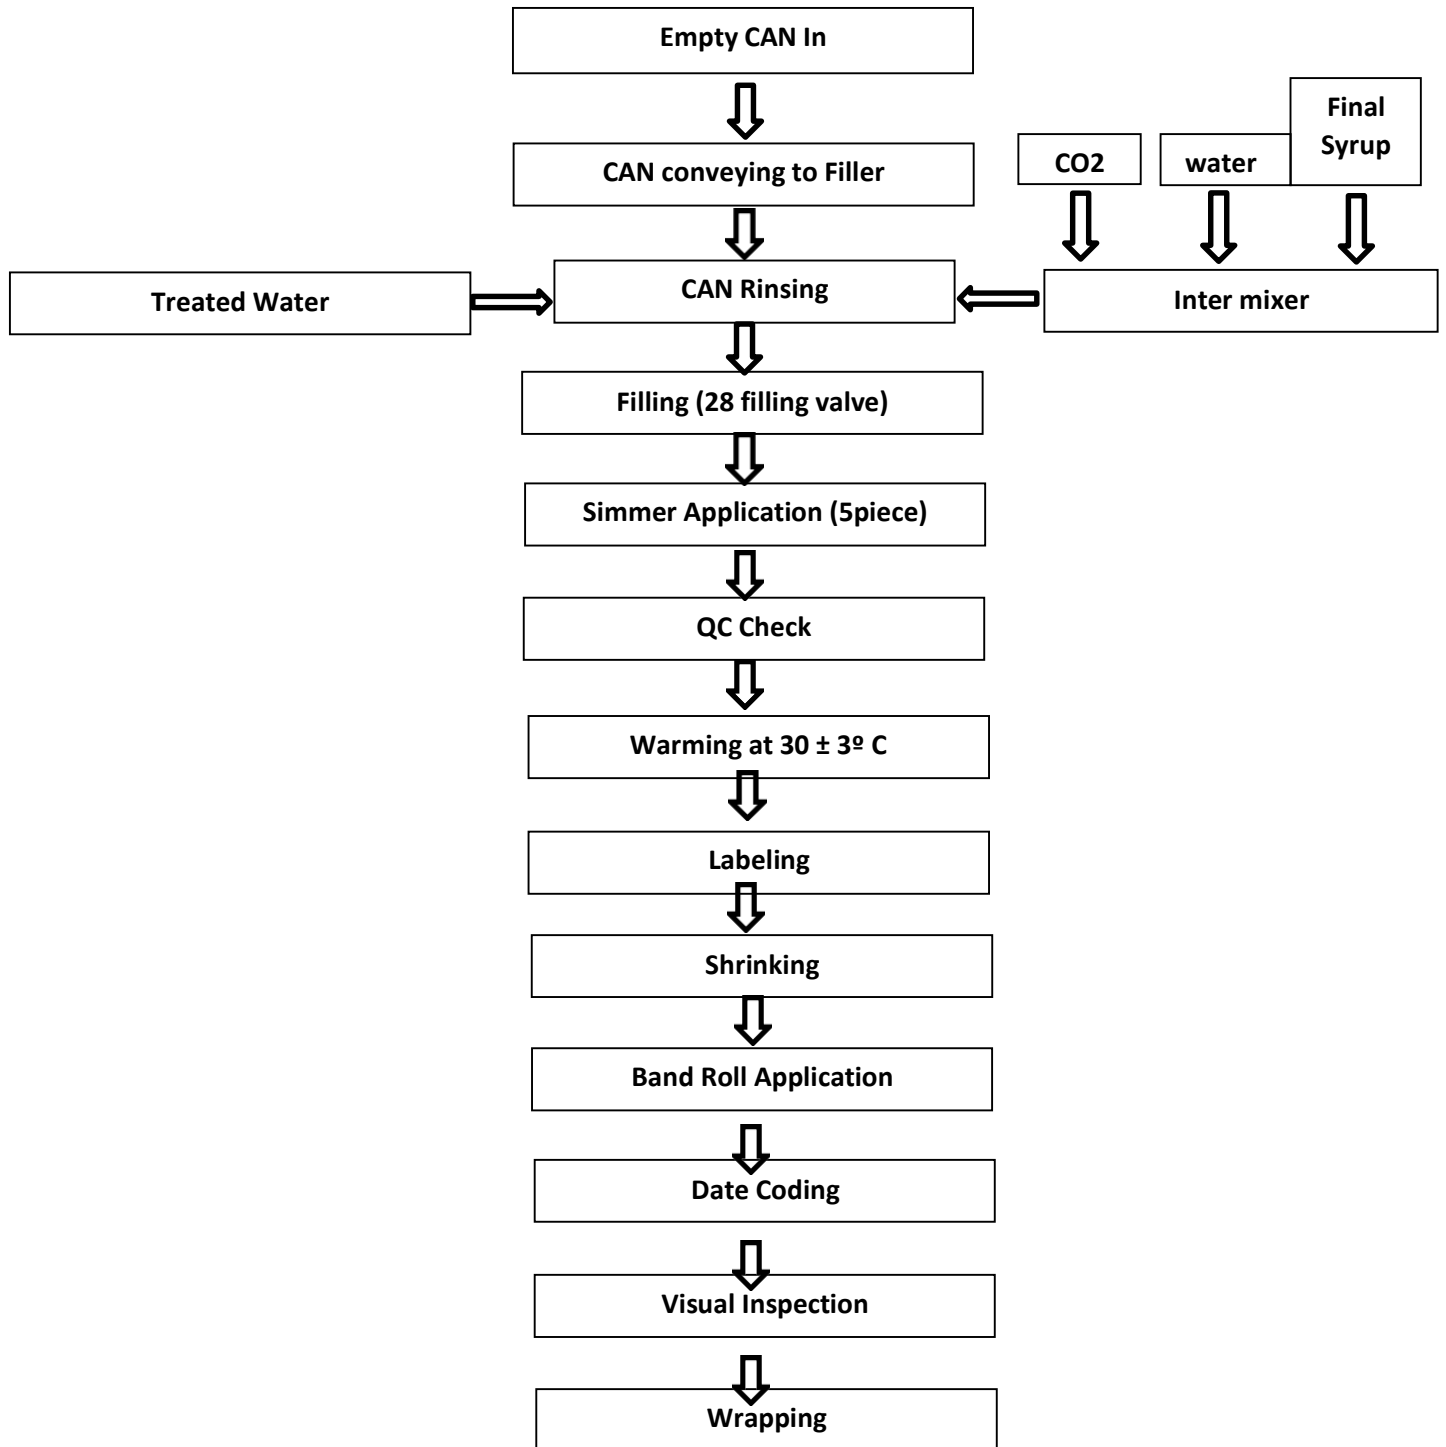 Empty CAN In
Final
Syrup
CO2
water
CAN conveying to Filler
Treated Water
CAN Rinsing
Inter mixer
Filling (28 filling valve)
Simmer Application (5piece)
QC Check
Warming at 30 ± 3º C
Labeling
Shrinking
Band Roll Application
Date Coding
Visual Inspection
Wrapping